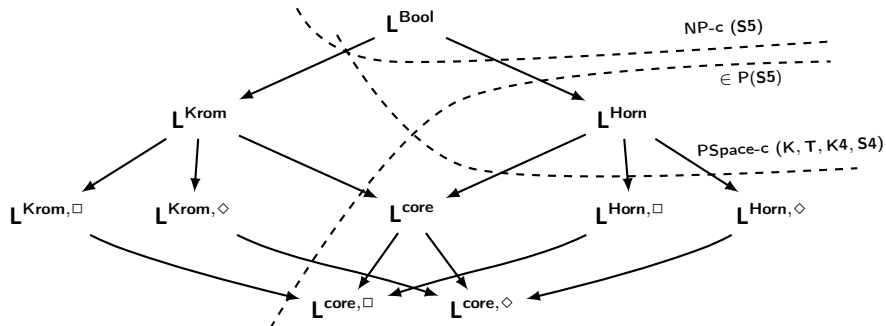 L^Bool
NP-c (S5)
∈ P(S5)
L^Krom
L^Horn
PSpace-c (K, T, K4, S4)
L^Krom,□
L^Krom,◇
L^core
L^Horn,□
L^Horn,◇
L^core,□
L^core,◇